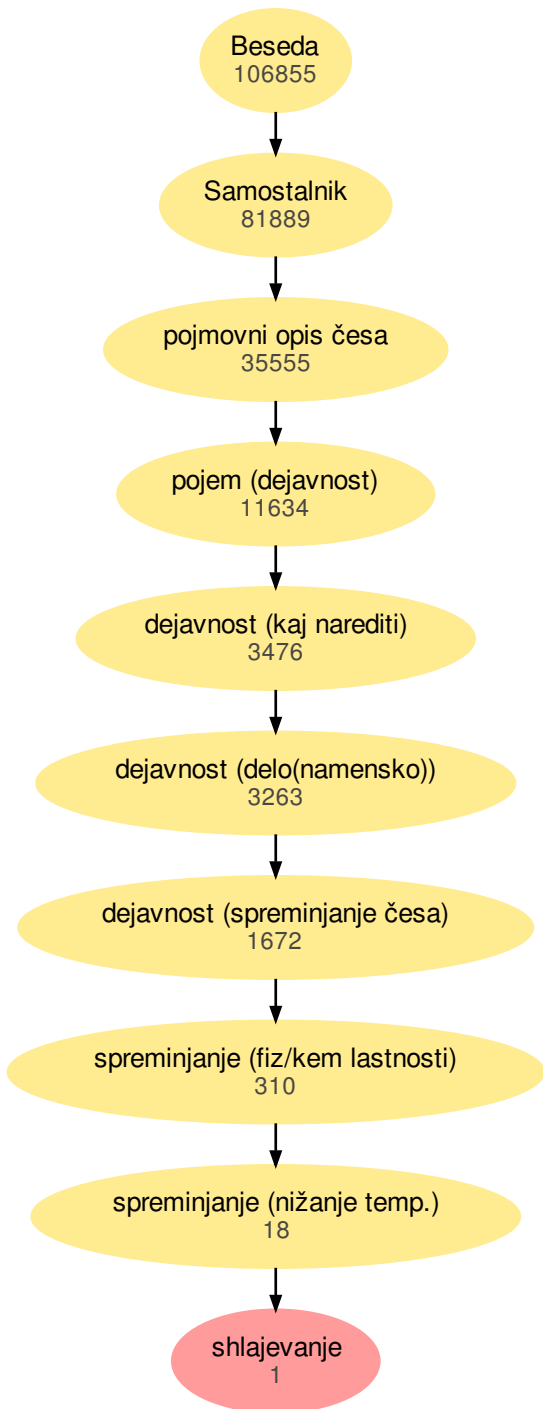 Beseda
106855
Samostalnik
81889
pojmovni opis česa
35555
pojem (dejavnost)
11634
dejavnost (kaj narediti)
3476
dejavnost (delo(namensko))
3263
dejavnost (spreminjanje česa)
1672
spreminjanje (fiz/kem lastnosti)
310
spreminjanje (nižanje temp.)
18
shlajevanje
1